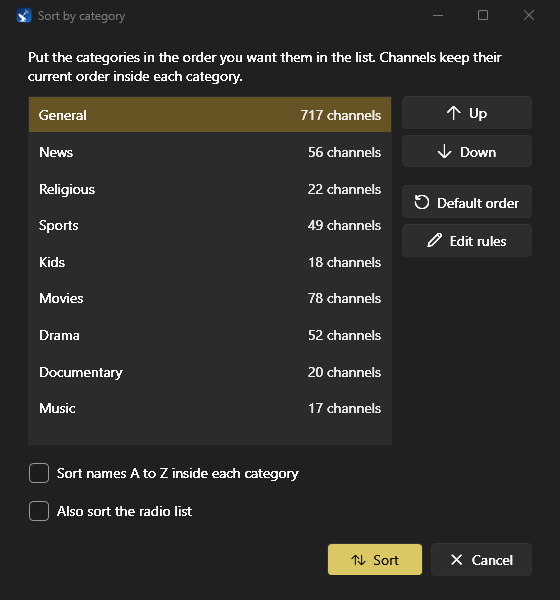 Sort by category
Put the categories in the order you want them in the list. Channels keep their
current order inside each category.
General 717 channels
News 56 channels
Religious 22 channels
Sports 49 channels
Kids 18 channels
Movies 78 channels
Drama 52 channels
Documentary 20 channels
Music 17 channels
Up
Down
Default order
Edit rules
Sort names A to Z inside each category
Also sort the radio list
Sort
Cancel